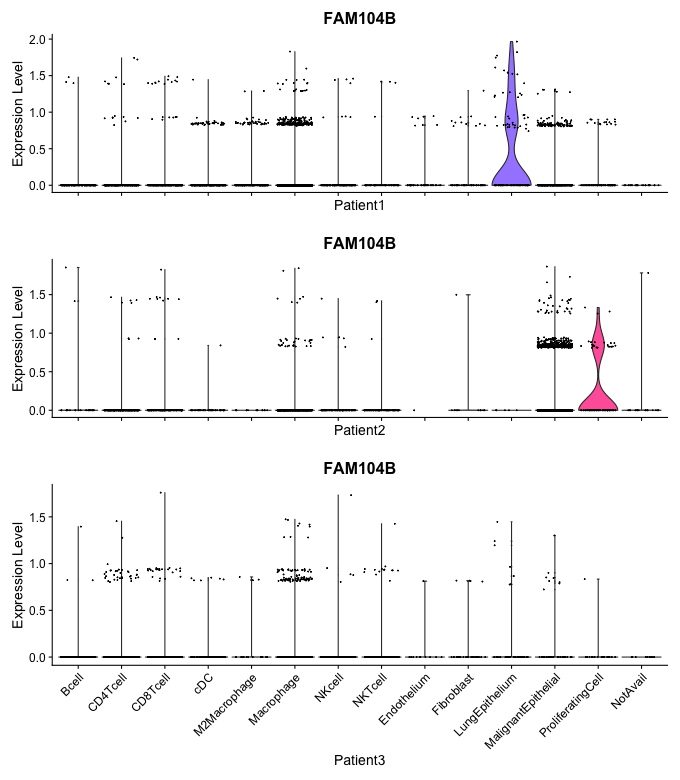 FAM104B
Expression Level
2.0
1.5
1.0
0.5
0.0
Patient1
FAM104B
Expression Level
1.5
1.0
0.5
0.0
Patient2
FAM104B
Expression Level
1.5
1.0
0.5
0.0
Bcell
CD4Tcell
CD8Tcell
cDC
M2Macrophage
Macrophage
NKcell
NKTcell
Endothelium
Fibroblast
LungEpithelium
MalignantEpithelial
ProliferatingCell
NotAvail
Patient3